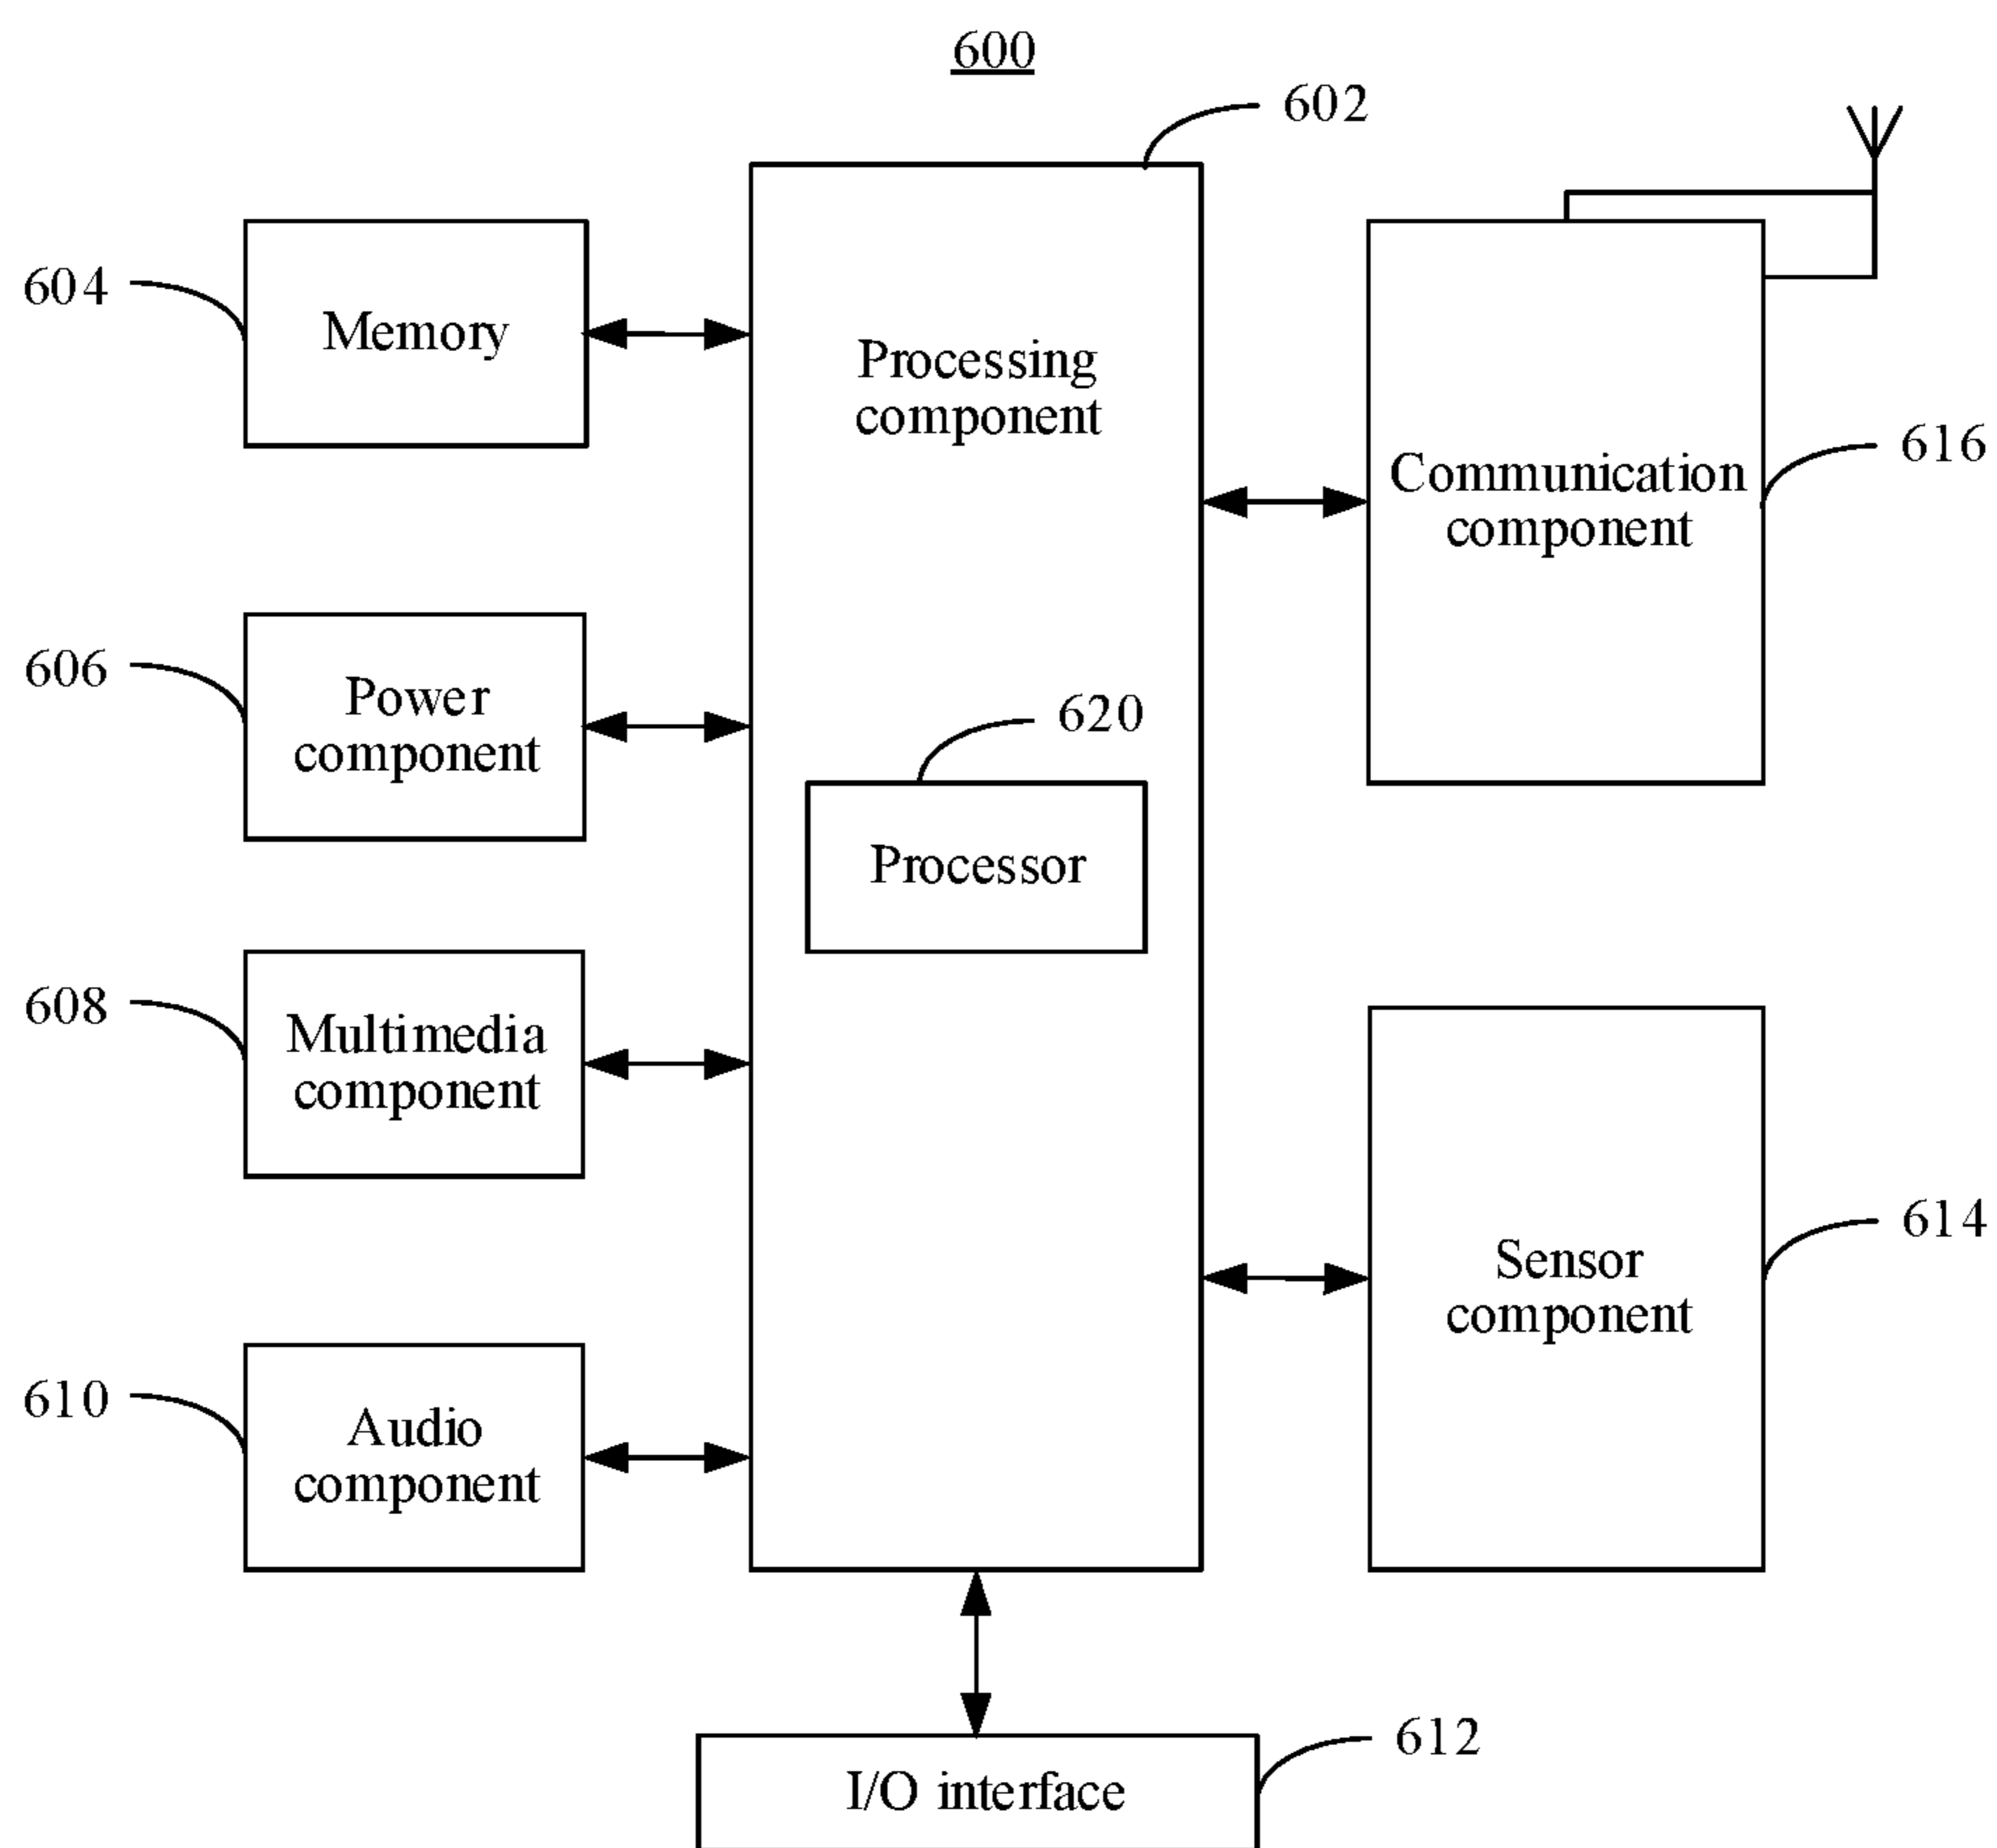 600
602
604
Memory
Processing
component
616
Communication
component
606
Power
component
620
Processor
608
Multimedia
component
614
Sensor
component
610
Audio
component
612
I/O interface